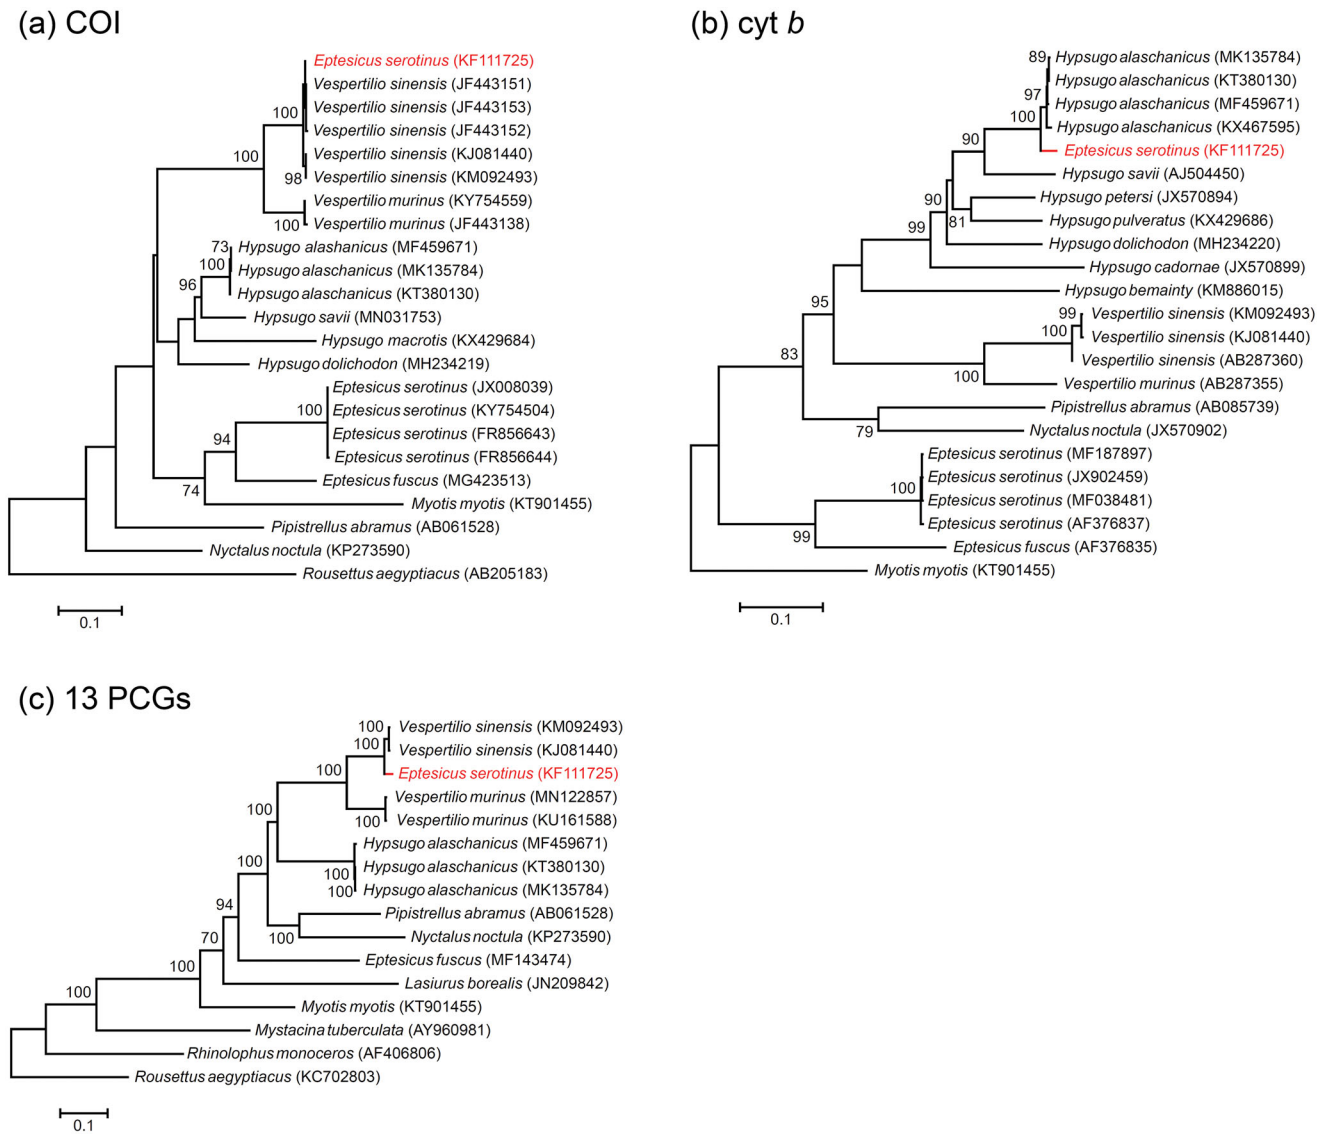 (a) COI
Eptesicus serotinus (KF111725)
Vespertilio sinensis (JF443151)
Vespertilio sinensis (JF443153)
100
Vespertilio sinensis (JF443152)
100
Vespertilio sinensis (KJ081440)
98
Vespertilio sinensis (KM092493)
Vespertilio murinus (KY754559)
100
Vespertilio murinus (JF443138)
73
Hypsugo alashanicus (MF459671)
100
Hypsugo alaschanicus (MK135784)
96
Hypsugo alaschanicus (KT380130)
Hypsugo savii (MN031753)
Hypsugo macrotis (KX429684)
Hypsugo dolichodon (MH234219)
Eptesicus serotinus (JX008039)
100
Eptesicus serotinus (KY754504)
94
Eptesicus serotinus (FR856643)
Eptesicus serotinus (FR856644)
Eptesicus fuscus (MG423513)
74
Myotis myotis (KT901455)
Pipistrellus abramus (AB061528)
Nyctalus noctula (KP273590)
Rousettus aegyptiacus (AB205183)
0.1
(b) cyt b
89
Hypsugo alaschanicus (MK135784)
Hypsugo alaschanicus (KT380130)
97
Hypsugo alaschanicus (MF459671)
100
Hypsugo alaschanicus (KX467595)
90
Eptesicus serotinus (KF111725)
Hypsugo savii (AJ504450)
90
Hypsugo petersi (JX570894)
81
Hypsugo pulveratus (KX429686)
99
Hypsugo dolichodon (MH234220)
Hypsugo cadornae (JX570899)
Hypsugo bemainty (KM886015)
95
99
Vespertilio sinensis (KM092493)
100
Vespertilio sinensis (KJ081440)
83
Vespertilio sinensis (AB287360)
100
Vespertilio murinus (AB287355)
Pipistrellus abramus (AB085739)
79
Nyctalus noctula (JX570902)
Eptesicus serotinus (MF187897)
Eptesicus serotinus (JX902459)
100
Eptesicus serotinus (MF038481)
Eptesicus serotinus (AF376837)
99
Eptesicus fuscus (AF376835)
Myotis myotis (KT901455)
0.1
(c) 13 PCGs
100
Vespertilio sinensis (KM092493)
100
Vespertilio sinensis (KJ081440)
100
Eptesicus serotinus (KF111725)
Vespertilio murinus (MN122857)
100
100
Vespertilio murinus (KU161588)
Hypsugo alaschanicus (MF459671)
100
100
Hypsugo alaschanicus (KT380130)
100
Hypsugo alaschanicus (MK135784)
94
Pipistrellus abramus (AB061528)
100
Nyctalus noctula (KP273590)
70
Eptesicus fuscus (MF143474)
100
Lasiurus borealis (JN209842)
100
Myotis myotis (KT901455)
Mystacina tuberculata (AY960981)
Rhinolophus monoceros (AF406806)
Rousettus aegyptiacus (KC702803)
0.1